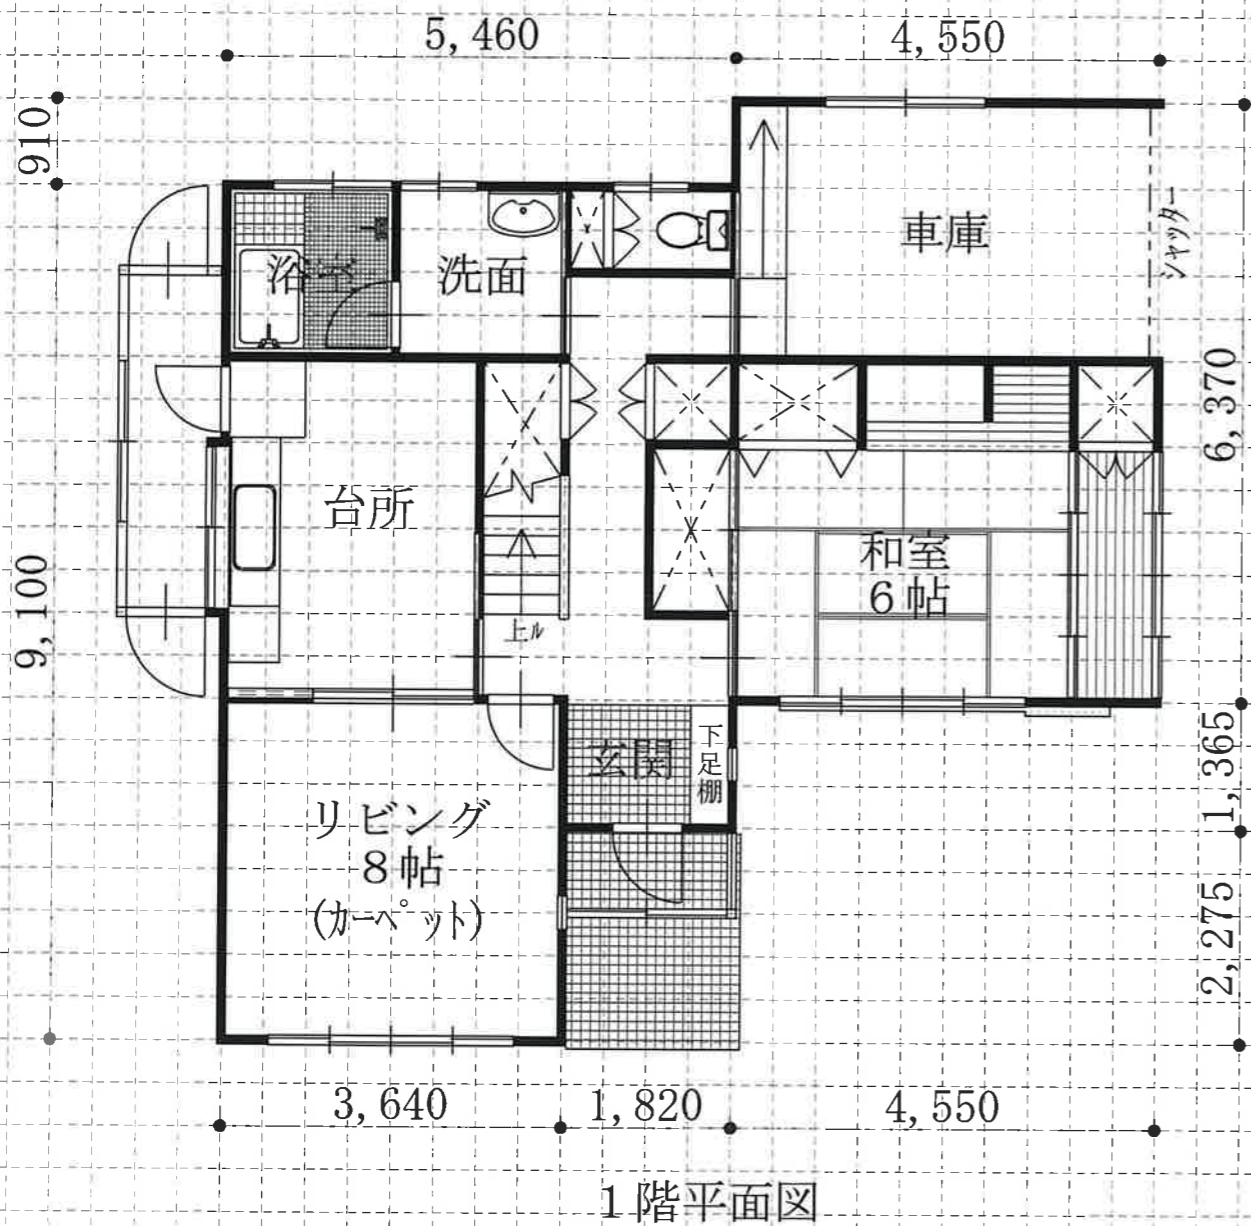 5,460
4,550
910
車庫
シャッター
浴室
洗面
6,370
台所
和室
6帖
9,100
上ル
玄関
下足棚
1,365
リビング
8帖
(カーペット)
2,275
3,640
1,820
4,550
1階平面図